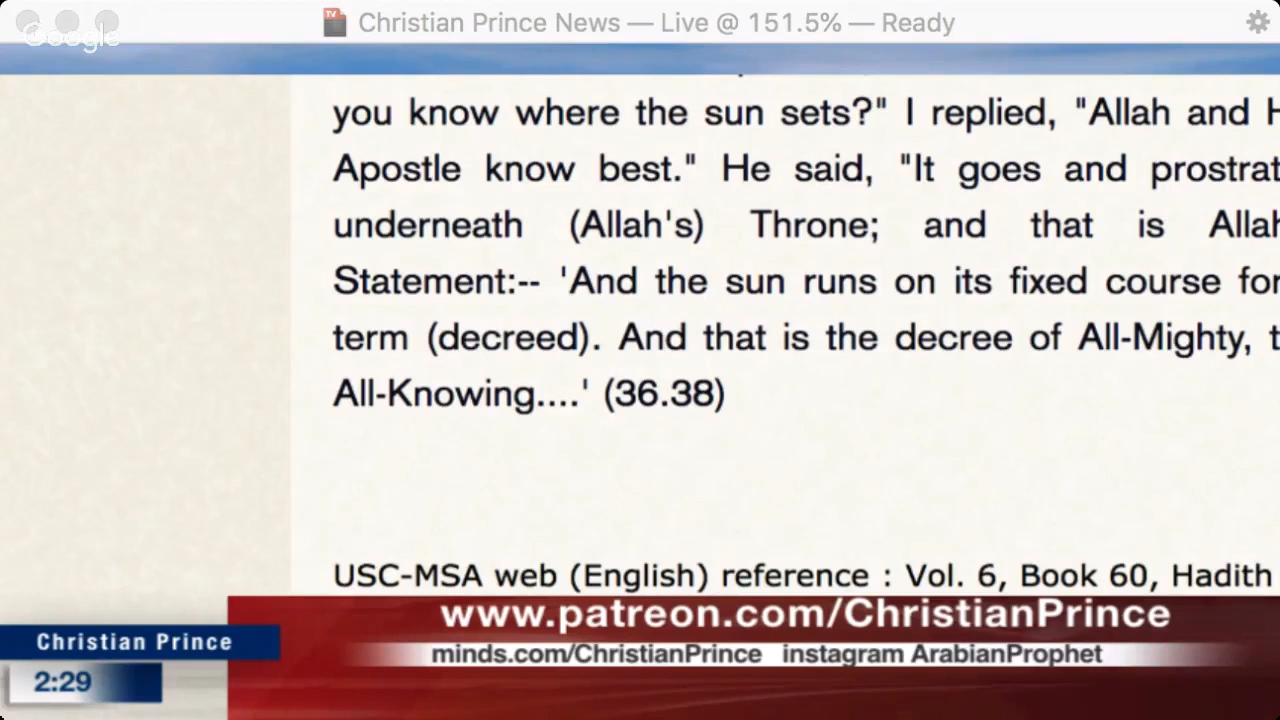 Christian Prince News — Live @ 151.5% — Ready
Google
you know where the sun sets?" I replied, "Allah and H
Apostle know best." He said, "It goes and prostrat
underneath (Allah's) Throne; and that is Allah
Statement:-- 'And the sun runs on its fixed course for
term (decreed). And that is the decree of All-Mighty, t
All-Knowing....' (36.38)
USC-MSA web (English) reference : Vol. 6, Book 60, Hadith
www.patreon.com/ChristianPrince
Christian Prince
minds.com/ChristianPrince instagram ArabianProphet
2:29